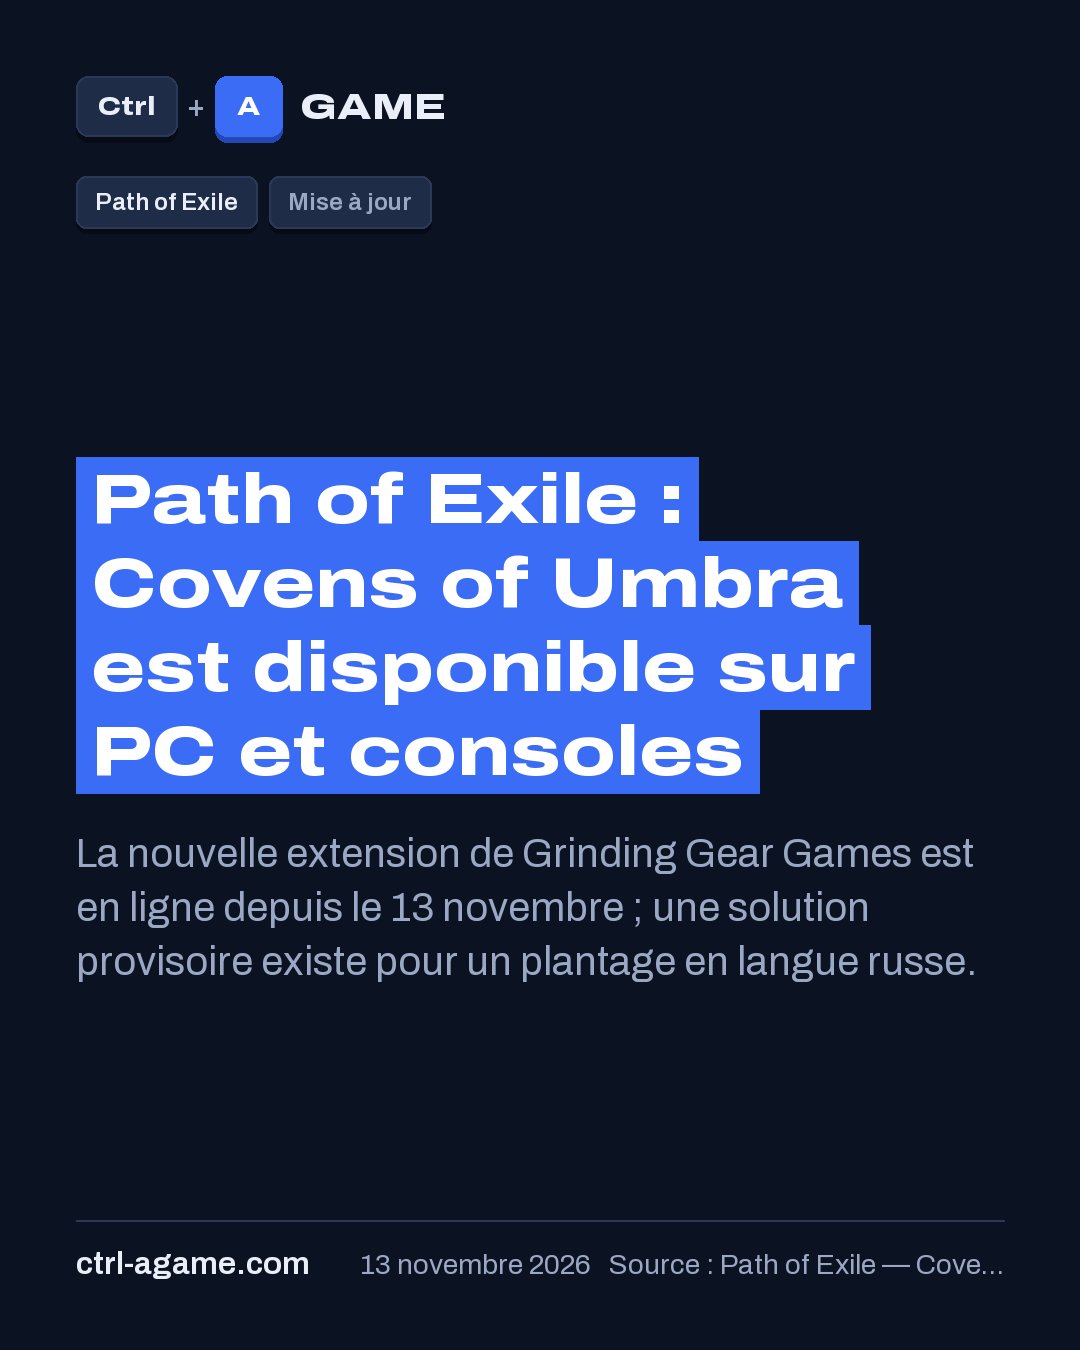 Ctrl + A GAME
Path of Exile Mise à jour
Path of Exile :
Covens of Umbra
est disponible sur
PC et consoles
La nouvelle extension de Grinding Gear Games est
en ligne depuis le 13 novembre ; une solution
provisoire existe pour un plantage en langue russe.
ctrl-agame.com 13 novembre 2026 Source : Path of Exile — Cove...